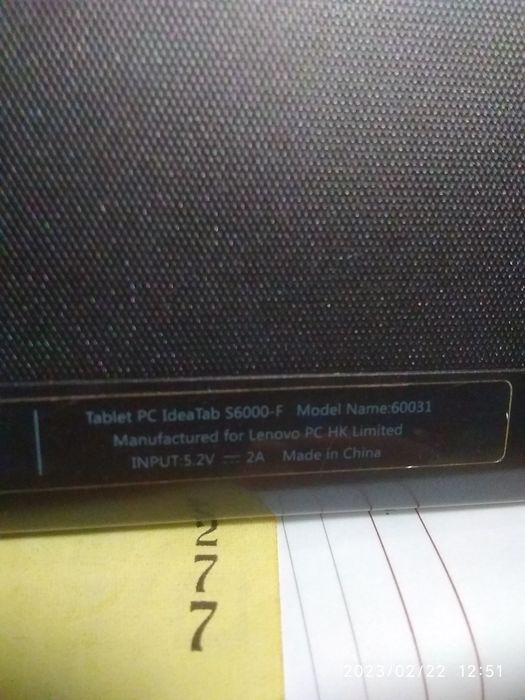 Tablet PC IdeaTab S6000-F Model Name:60031
Manufactured for Lenovo PC HK Limited
INPUT:5.2V ⎓ 2A Made in China
277
2023/02/22 12:51